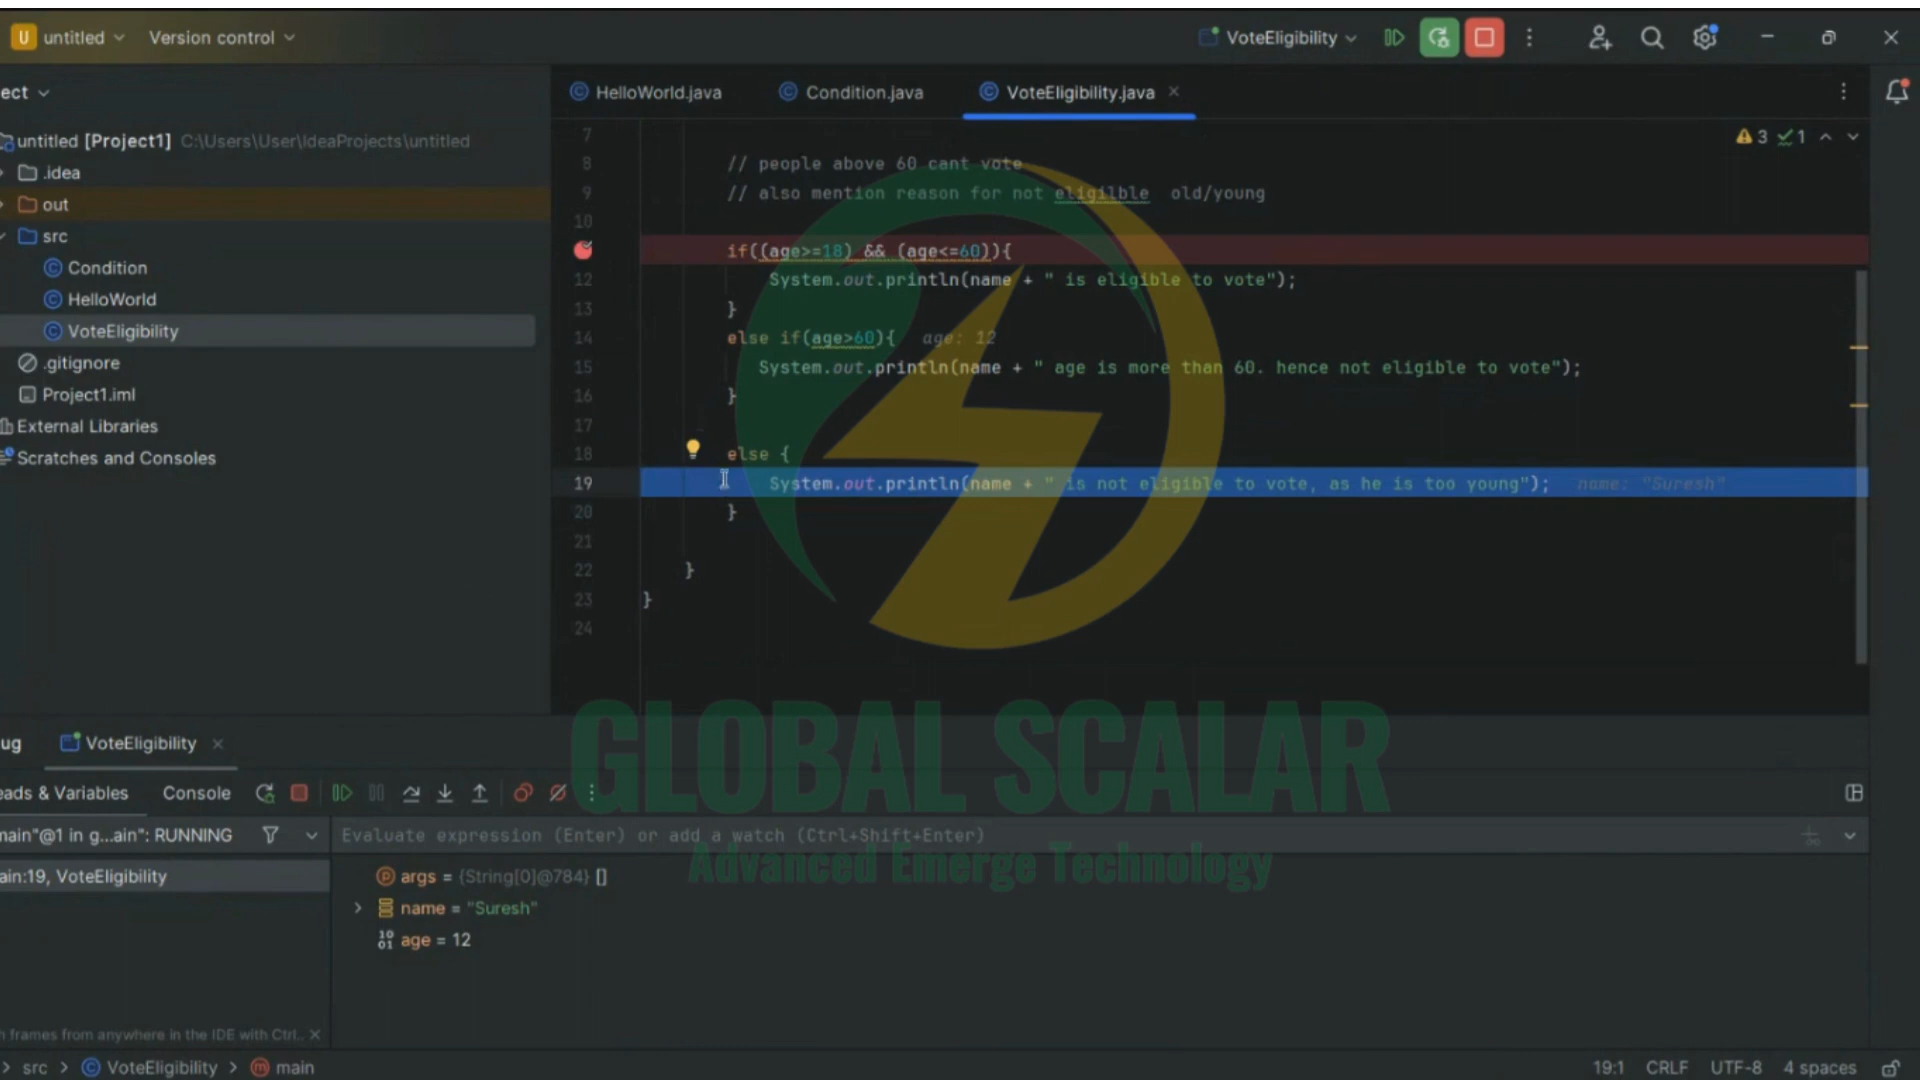 U untitled Version control VoteEligibility
ect
HelloWorld.java Condition.java VoteEligibility.java
untitled [Project1] C:\Users\User\IdeaProjects\untitled
.idea
out
src
Condition
HelloWorld
VoteEligibility
.gitignore
Project1.iml
External Libraries
Scratches and Consoles
3 1
7
8 // people above 60 cant vote
9 // also mention reason for not eligilble old/young
10
if((age>=18) && (age<=60)){
12 System.out.println(name + " is eligible to vote");
13 }
14 else if(age>60){ age: 12
15 System.out.println(name + " age is more than 60. hence not eligible to vote");
16 }
17
18 else {
19 System.out.println(name + " is not eligible to vote, as he is too young"); name: "Suresh"
20 }
21
22 }
23 }
24
GLOBAL SCALAR
Advanced Emerge Technology
ug VoteEligibility
eads & Variables Console
main"@1 in g...ain": RUNNING
Evaluate expression (Enter) or add a watch (Ctrl+Shift+Enter)
ain:19, VoteEligibility
args = {String[0]@784} []
name = "Suresh"
age = 12
h frames from anywhere in the IDE with Ctrl..
src > VoteEligibility > main
19:1 CRLF UTF-8 4 spaces